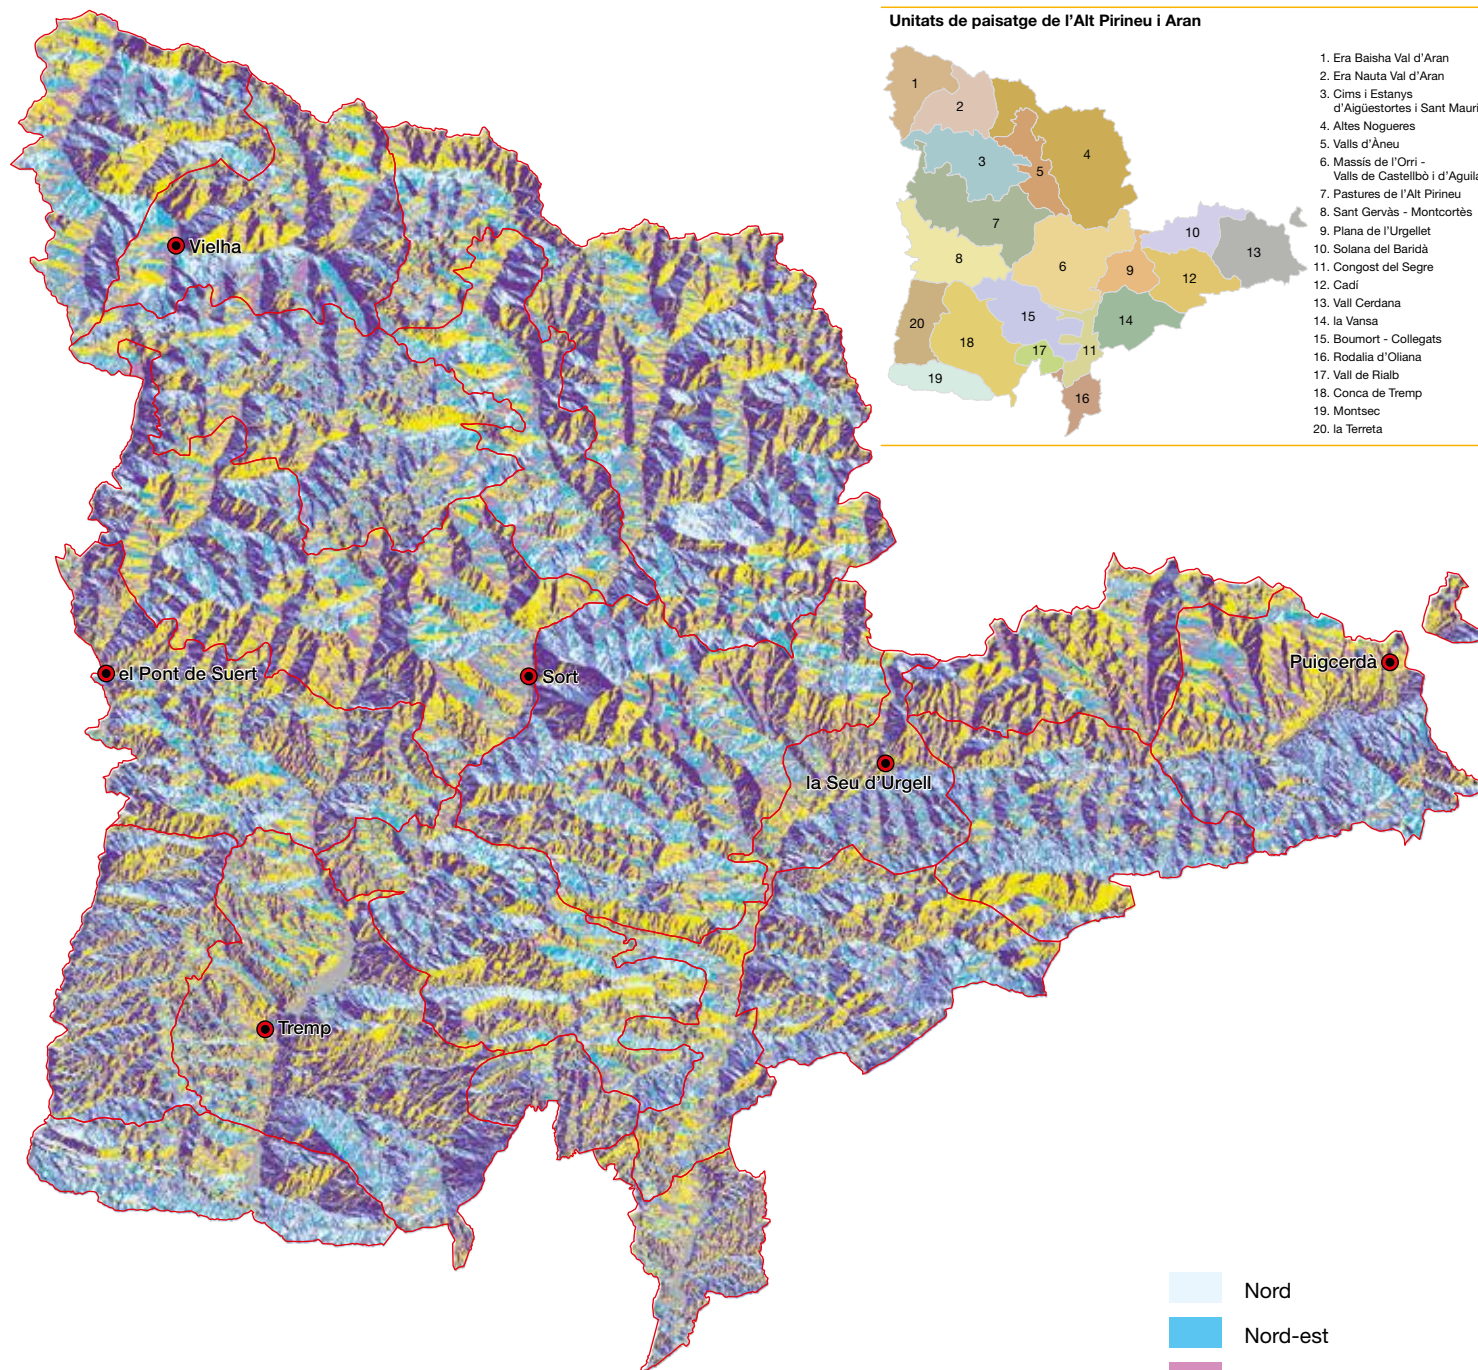 Unitats de paisatge de l'Alt Pirineu i Aran
1. Era Baisha Val d'Aran
2. Era Nauta Val d'Aran
3. Cims i Estanys
d'Aigüestortes i Sant Mauri
4. Altes Nogueres
5. Valls d'Àneu
6. Massís de l'Orri -
Valls de Castellbò i d'Aguila
7. Pastures de l'Alt Pirineu
8. Sant Gervàs - Montcortès
9. Plana de l'Urgellet
10. Solana del Baridà
11. Congost del Segre
12. Cadí
13. Vall Cerdana
14. la Vansa
15. Boumort - Collegats
16. Rodalia d'Oliana
17. Vall de Rialb
18. Conca de Tremp
19. Montsec
20. la Terreta
1
2
3
4
5
6
7
8
9
10
11
12
13
14
15
16
17
18
19
20
Vielha
el Pont de Suert
Sort
Puigcerdà
la Seu d'Urgell
Tremp
Nord
Nord-est